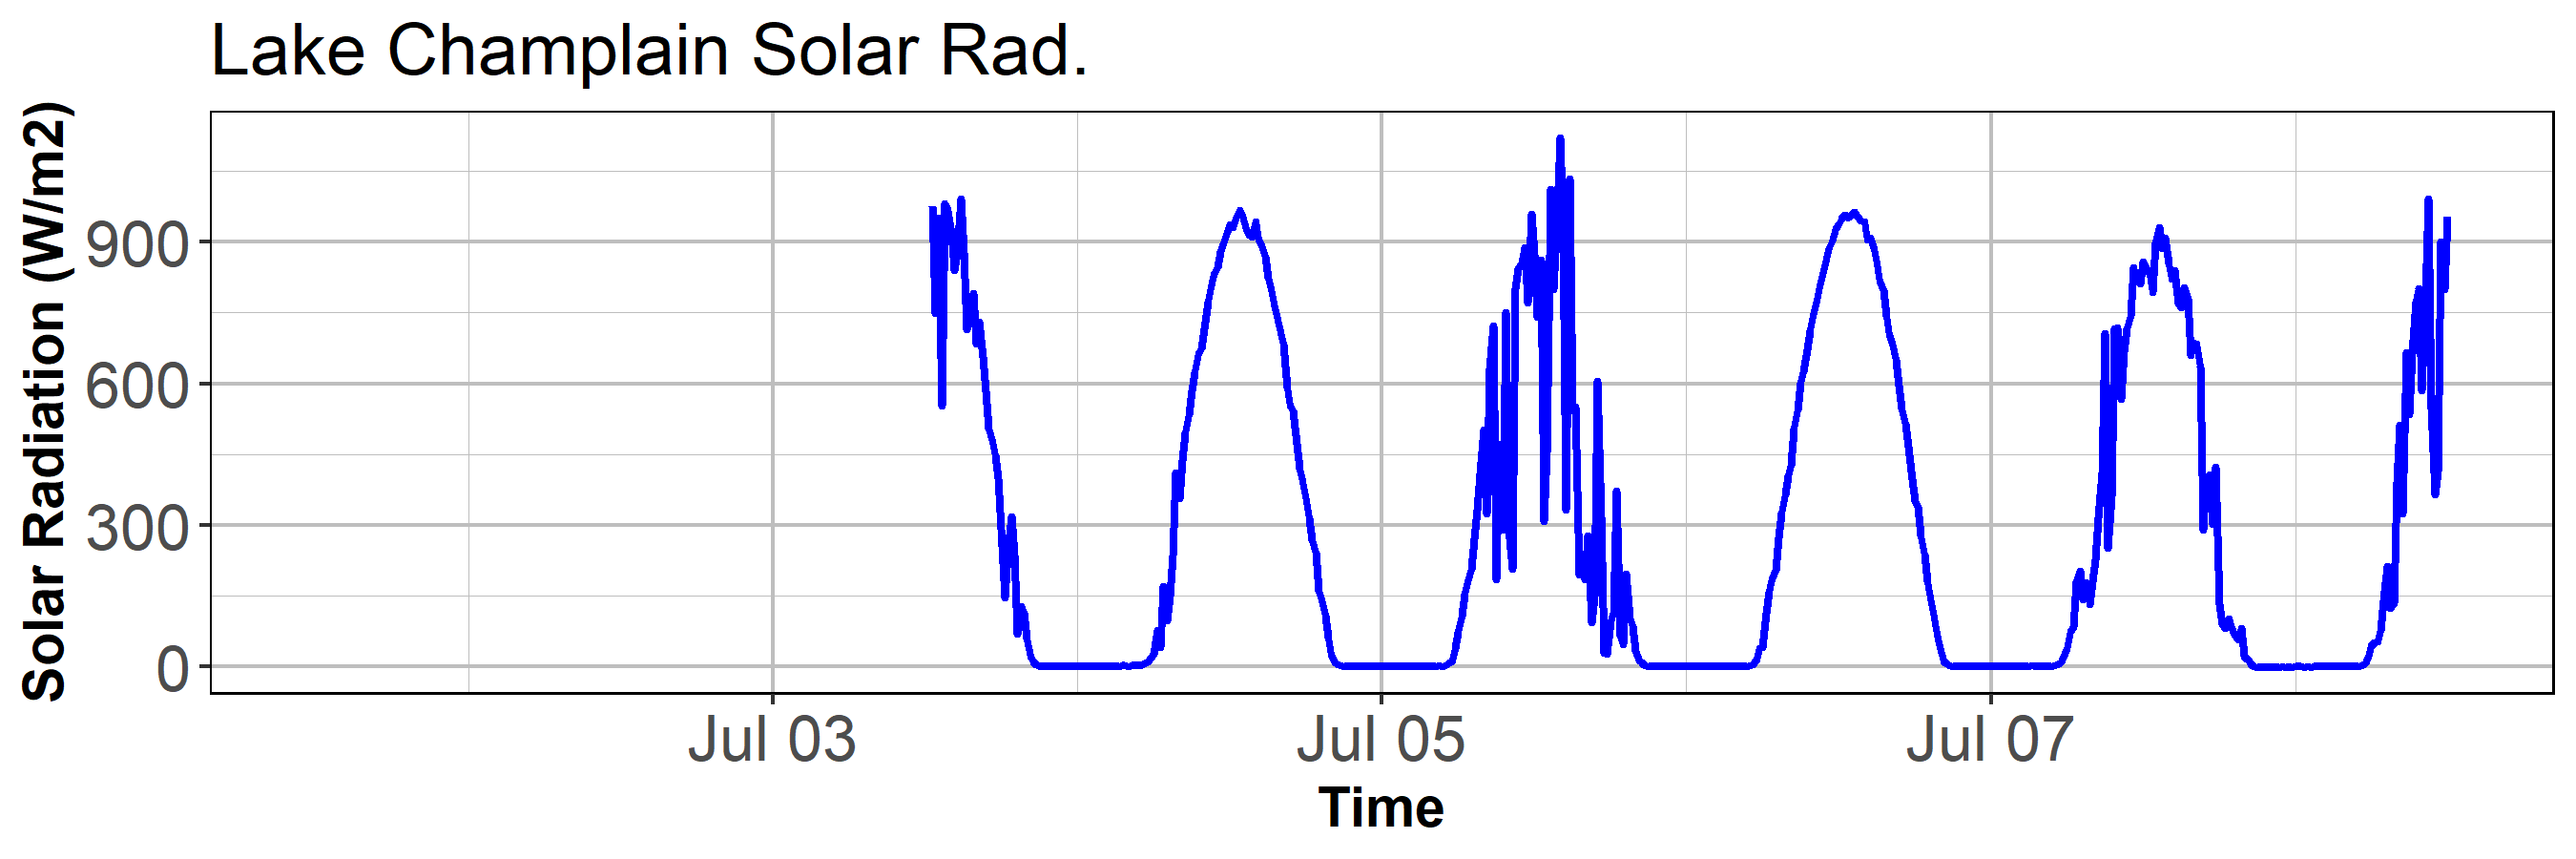 Lake Champlain Solar Rad.
Solar Radiation (W/m2)
900
600
300
0
Jul 03 Jul 05 Jul 07
Time